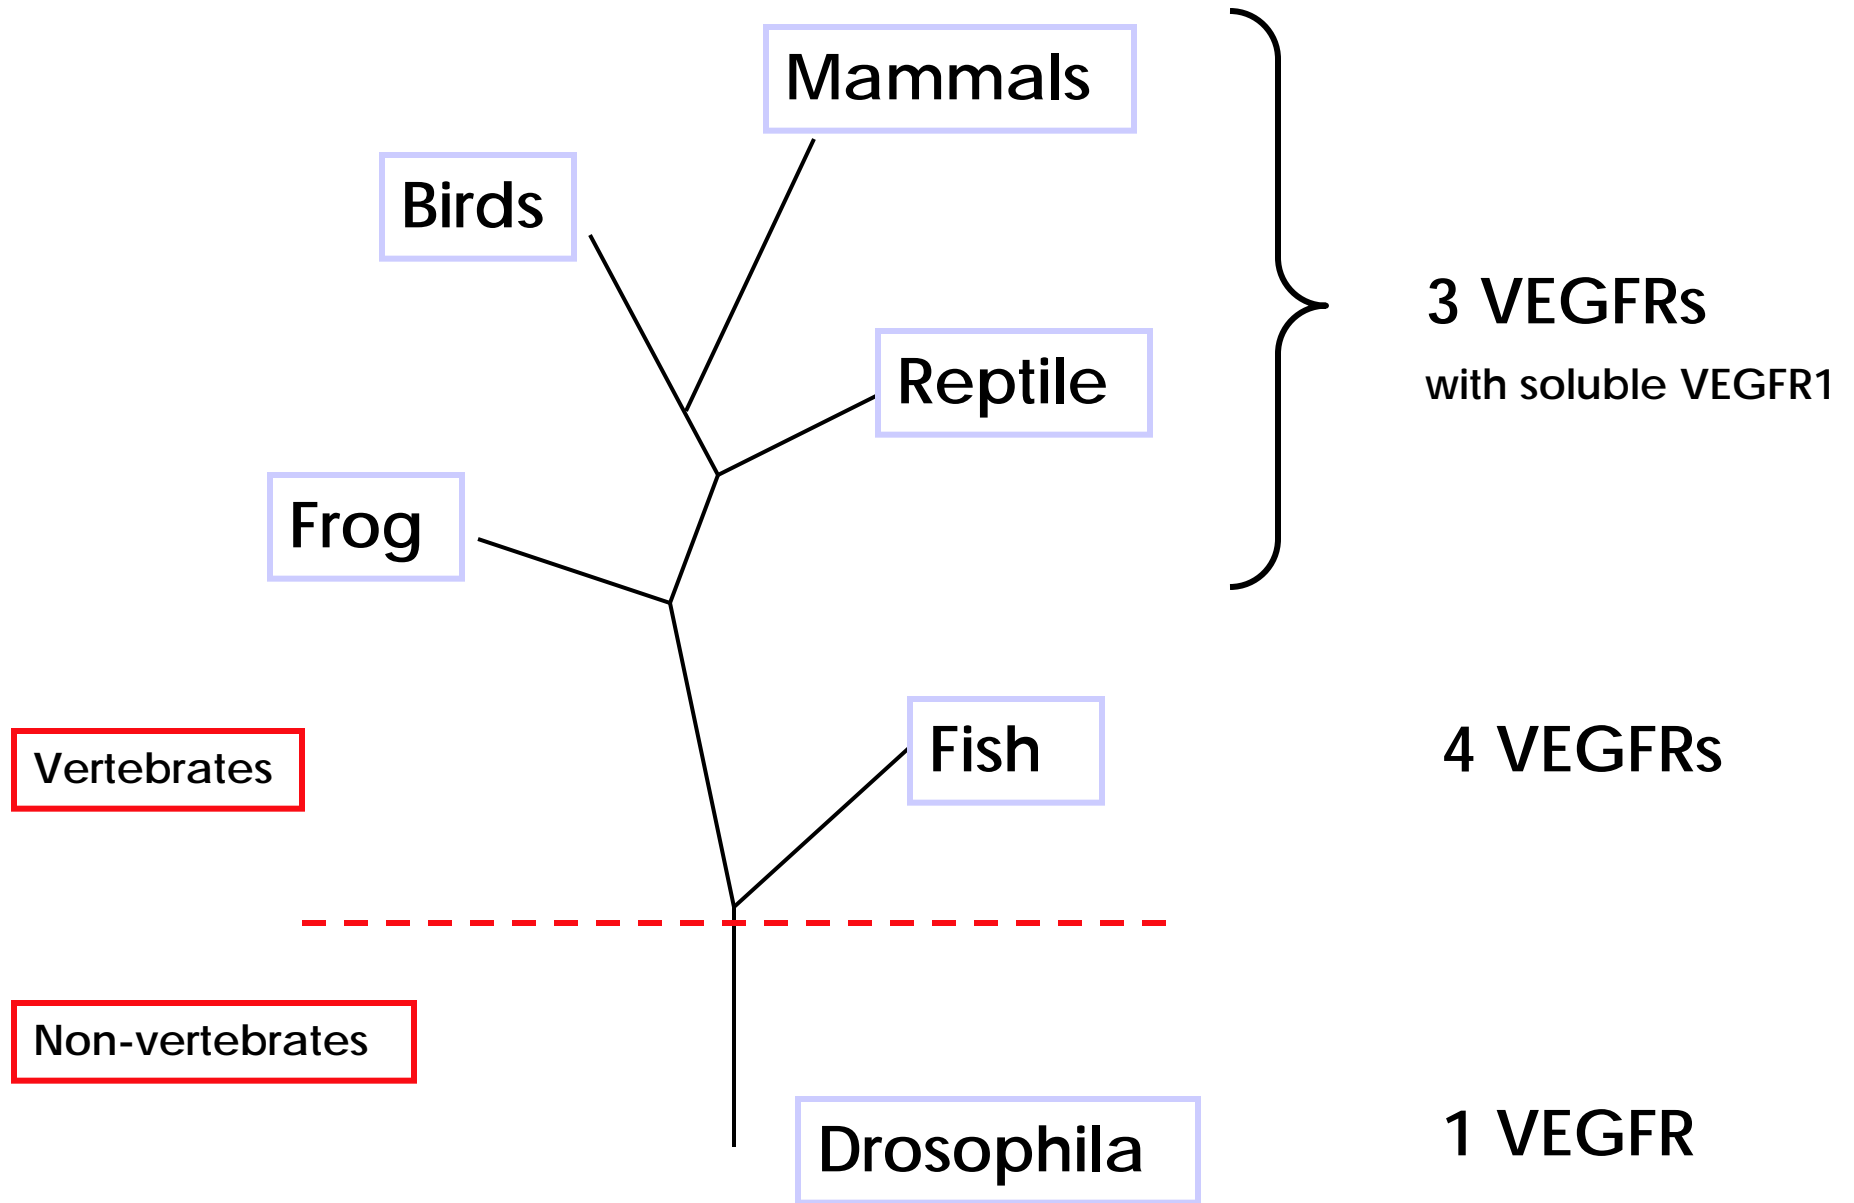 Mammals
Birds
3 VEGFRs
with soluble VEGFR1
Reptile
Frog
Fish
4 VEGFRs
Vertebrates
Non-vertebrates
Drosophila
1 VEGFR